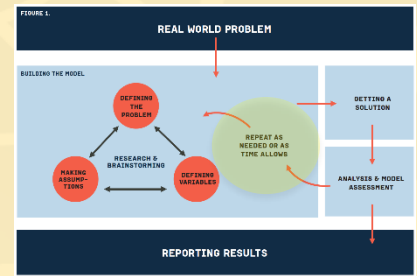 FIGURE 1.
REAL WORLD PROBLEM
BUILDING THE MODEL
DEFINING
THE
PROBLEM
RESEARCH &
BRAINSTORMING
MAKING
ASSUMP-
TIONS
DEFINING
VARIABLES
REPEAT AS
NEEDED OR AS
TIME ALLOWS
GETTING A
SOLUTION
ANALYSIS & MODEL
ASSESSMENT
REPORTING RESULTS